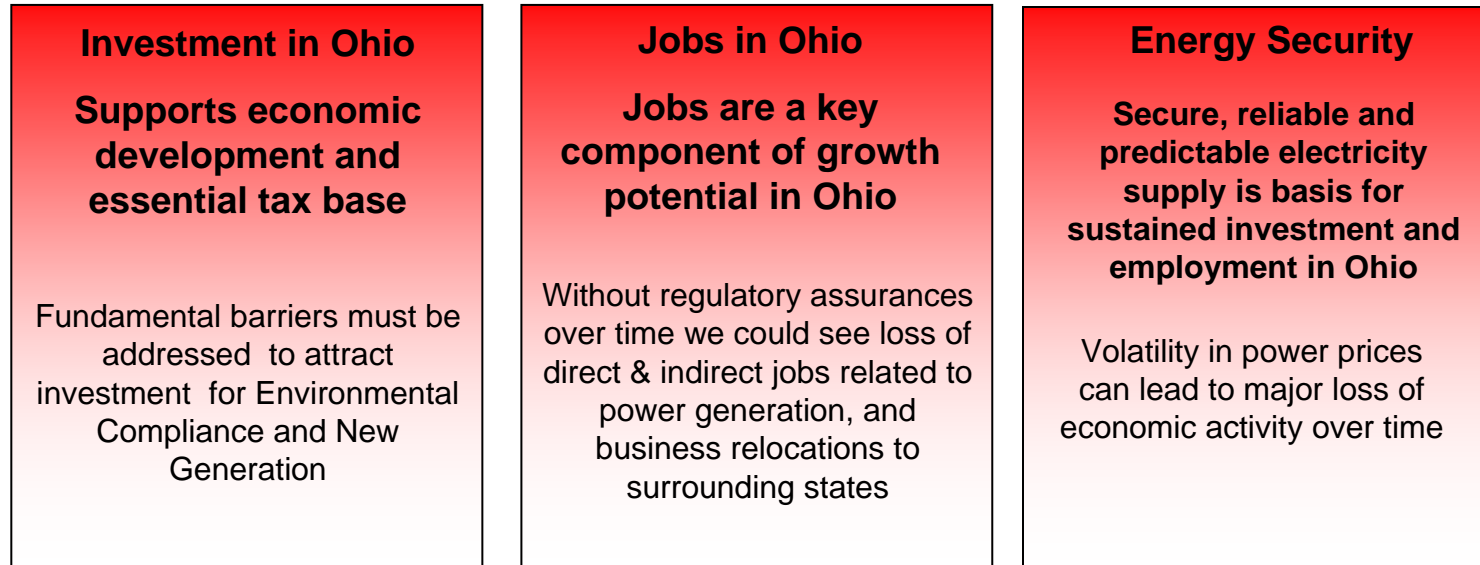 Investment in Ohio
Supports economic
development and
essential tax base
Fundamental barriers must be
addressed to attract
investment for Environmental
Compliance and New
Generation
Jobs in Ohio
Jobs are a key
component of growth
potential in Ohio
Without regulatory assurances
over time we could see loss of
direct & indirect jobs related to
power generation, and
business relocations to
surrounding states
Energy Security
Secure, reliable and
predictable electricity
supply is basis for
sustained investment and
employment in Ohio
Volatility in power prices
can lead to major loss of
economic activity over time